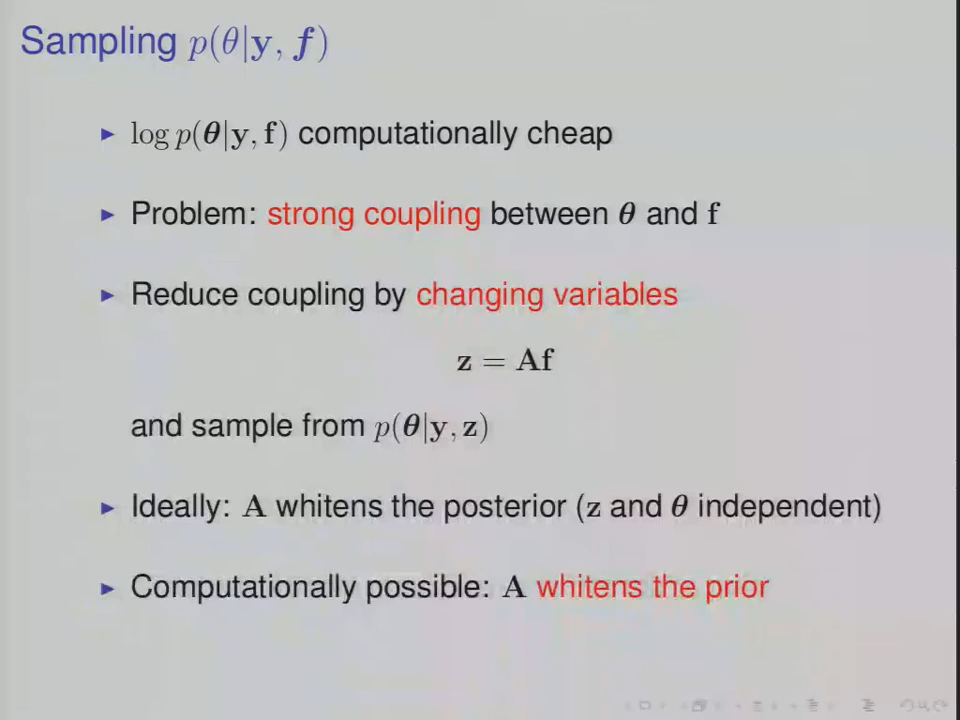 Sampling p(θ|y, f)
▶ log p(θ|y, f) computationally cheap
▶ Problem: strong coupling between θ and f
▶ Reduce coupling by changing variables
z = Af
and sample from p(θ|y, z)
▶ Ideally: A whitens the posterior (z and θ independent)
▶ Computationally possible: A whitens the prior